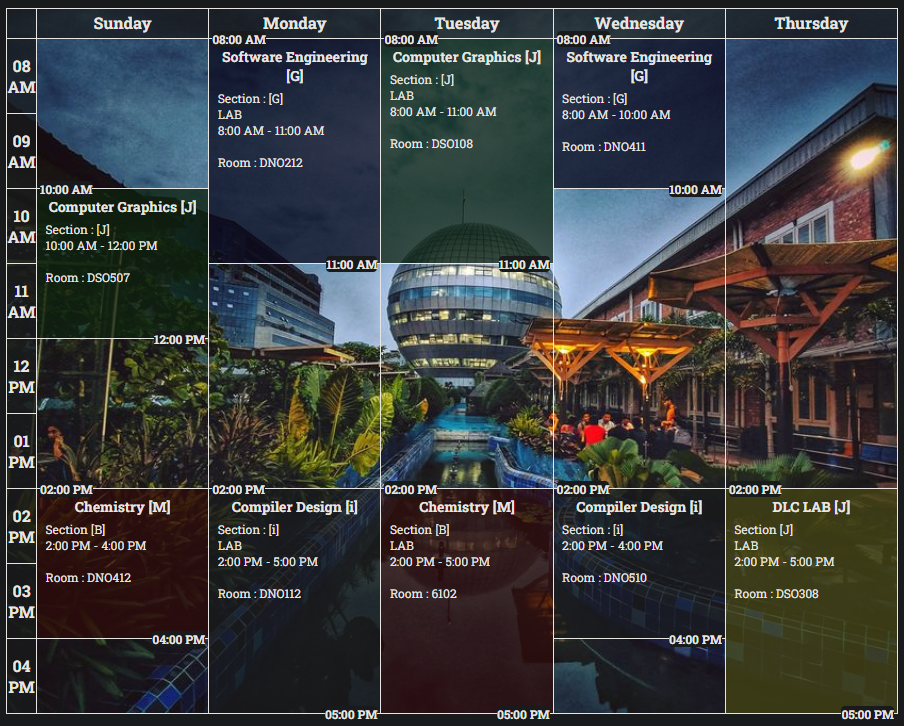 Sunday Monday Tuesday Wednesday Thursday
08 AM
09 AM
10 AM
11 AM
12 PM
01 PM
02 PM
03 PM
04 PM
10:00 AM
Computer Graphics [J]
Section : [J]
10:00 AM - 12:00 PM
Room : DSO507
12:00 PM
02:00 PM
Chemistry [M]
Section [B]
2:00 PM - 4:00 PM
Room : DNO412
04:00 PM
08:00 AM
Software Engineering
[G]
Section : [G]
LAB
8:00 AM - 11:00 AM
Room : DNO212
11:00 AM
02:00 PM
Compiler Design [i]
Section : [i]
LAB
2:00 PM - 5:00 PM
Room : DNO112
05:00 PM
08:00 AM
Computer Graphics [J]
Section : [J]
LAB
8:00 AM - 11:00 AM
Room : DSO108
11:00 AM
02:00 PM
Chemistry [M]
Section [B]
LAB
2:00 PM - 5:00 PM
Room : 6102
05:00 PM
08:00 AM
Software Engineering
[G]
Section : [G]
8:00 AM - 10:00 AM
Room : DNO411
10:00 AM
02:00 PM
Compiler Design [i]
Section : [i]
2:00 PM - 4:00 PM
Room : DNO510
04:00 PM
02:00 PM
DLC LAB [J]
Section [J]
LAB
2:00 PM - 5:00 PM
Room : DSO308
05:00 PM